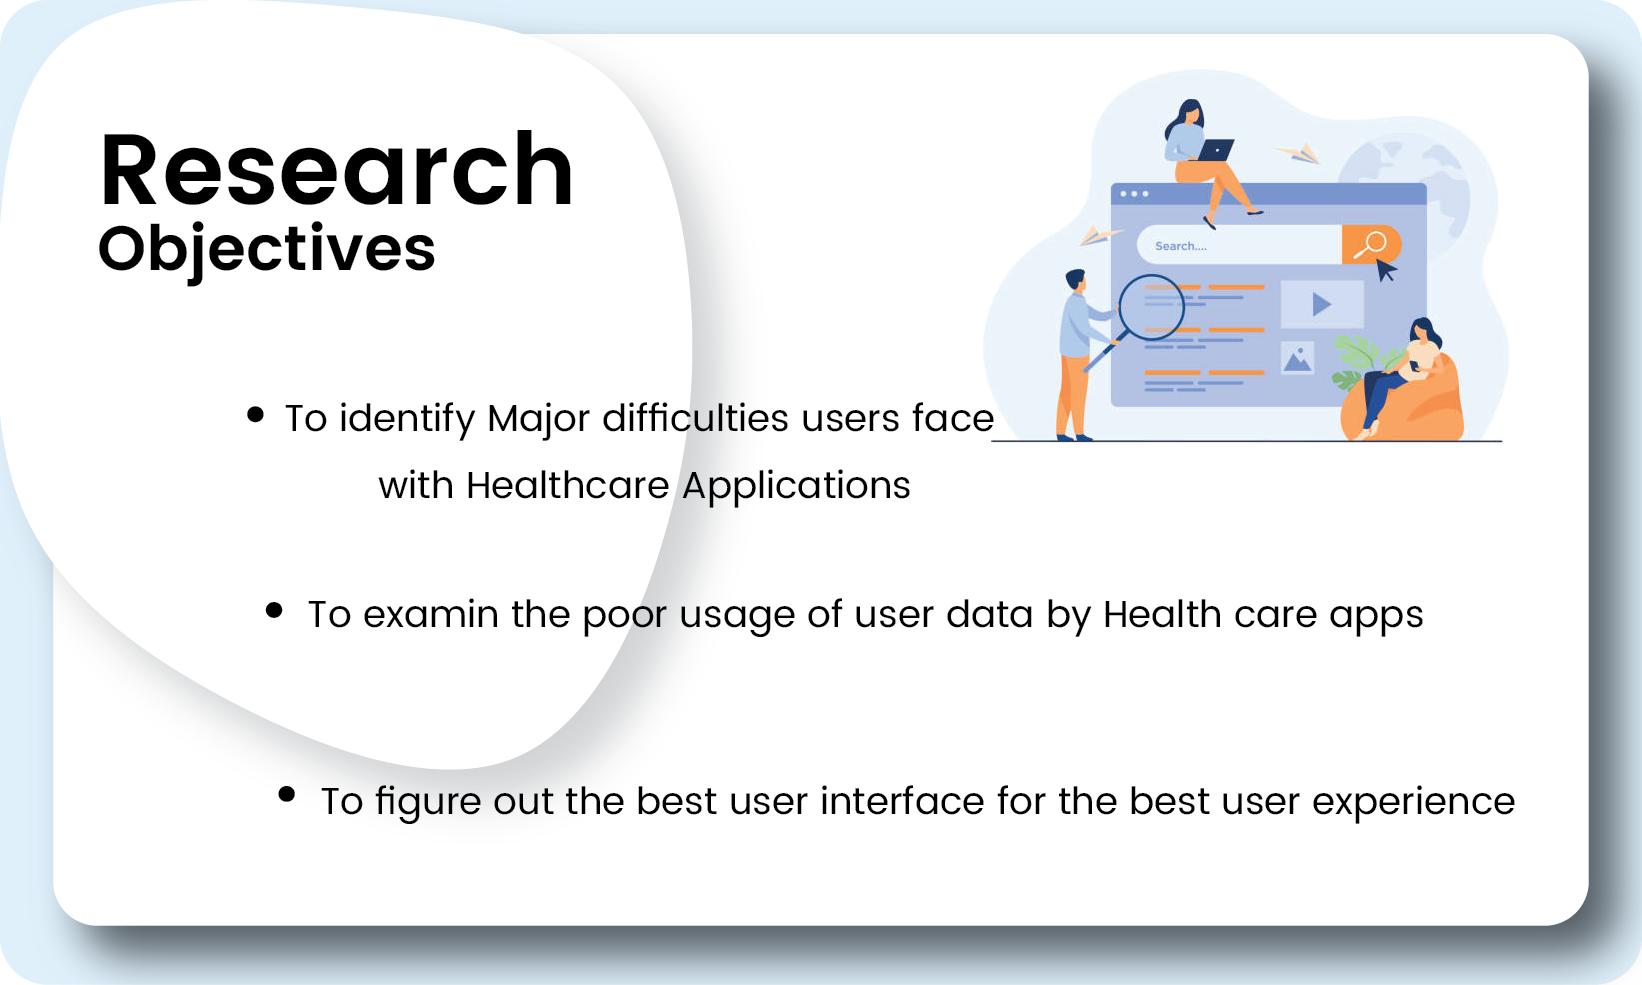 Research
Objectives
Search....
• To identify Major difficulties users face
with Healthcare Applications
• To examin the poor usage of user data by Health care apps
• To figure out the best user interface for the best user experience